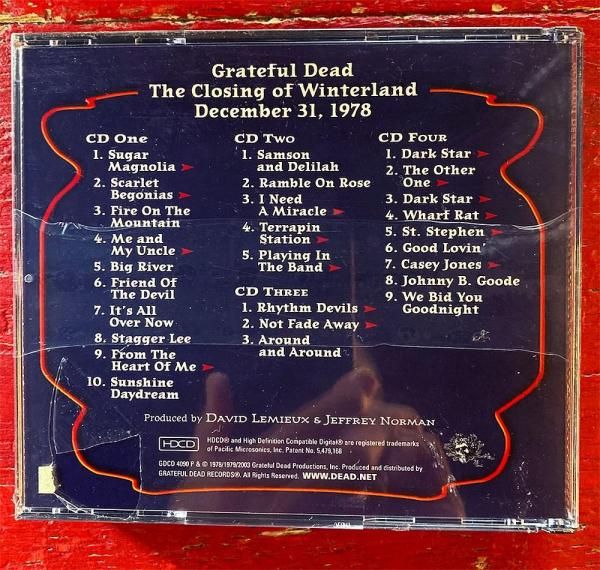 Grateful Dead
The Closing of Winterland
December 31, 1978
CD One
1. Sugar
Magnolia ➤
2. Scarlet
Begonias ➤
3. Fire On The
Mountain
4. Me and
My Uncle ➤
5. Big River
6. Friend Of
The Devil
7. It's All
Over Now
8. Stagger Lee
9. From The
Heart Of Me ➤
10. Sunshine
Daydream
CD Two
1. Samson
and Delilah
2. Ramble On Rose
3. I Need
A Miracle ➤
4. Terrapin
Station ➤
5. Playing In
The Band ➤
CD Three
1. Rhythm Devils ➤
2. Not Fade Away ➤
3. Around
and Around
CD Four
1. Dark Star ➤
2. The Other
One ➤
3. Dark Star ➤
4. Wharf Rat ➤
5. St. Stephen ➤
6. Good Lovin'
7. Casey Jones ➤
8. Johnny B. Goode
9. We Bid You
Goodnight
Produced by David Lemieux & Jeffrey Norman
HDCD
HDCD® and High Definition Compatible Digital® are registered trademarks
of Pacific Microsonics, Inc. Patent No. 5,479,168
GDCD 4090 P & © 1978/1979/2003 Grateful Dead Productions, Inc. Produced and distributed by
GRATEFUL DEAD RECORDS®. All Rights Reserved. WWW.DEAD.NET